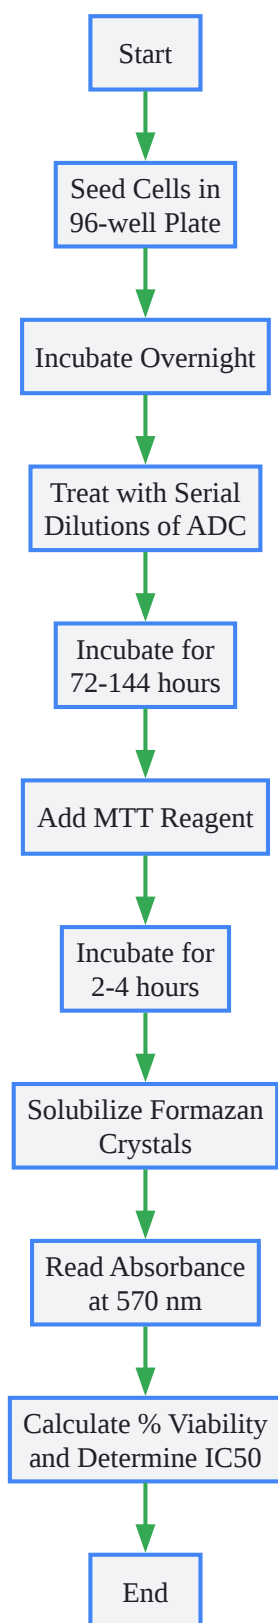 Start
Seed Cells in
96-well Plate
Incubate Overnight
Treat with Serial
Dilutions of ADC
Incubate for
72-144 hours
Add MTT Reagent
Incubate for
2-4 hours
Solubilize Formazan
Crystals
Read Absorbance
at 570 nm
Calculate % Viability
and Determine IC50
End